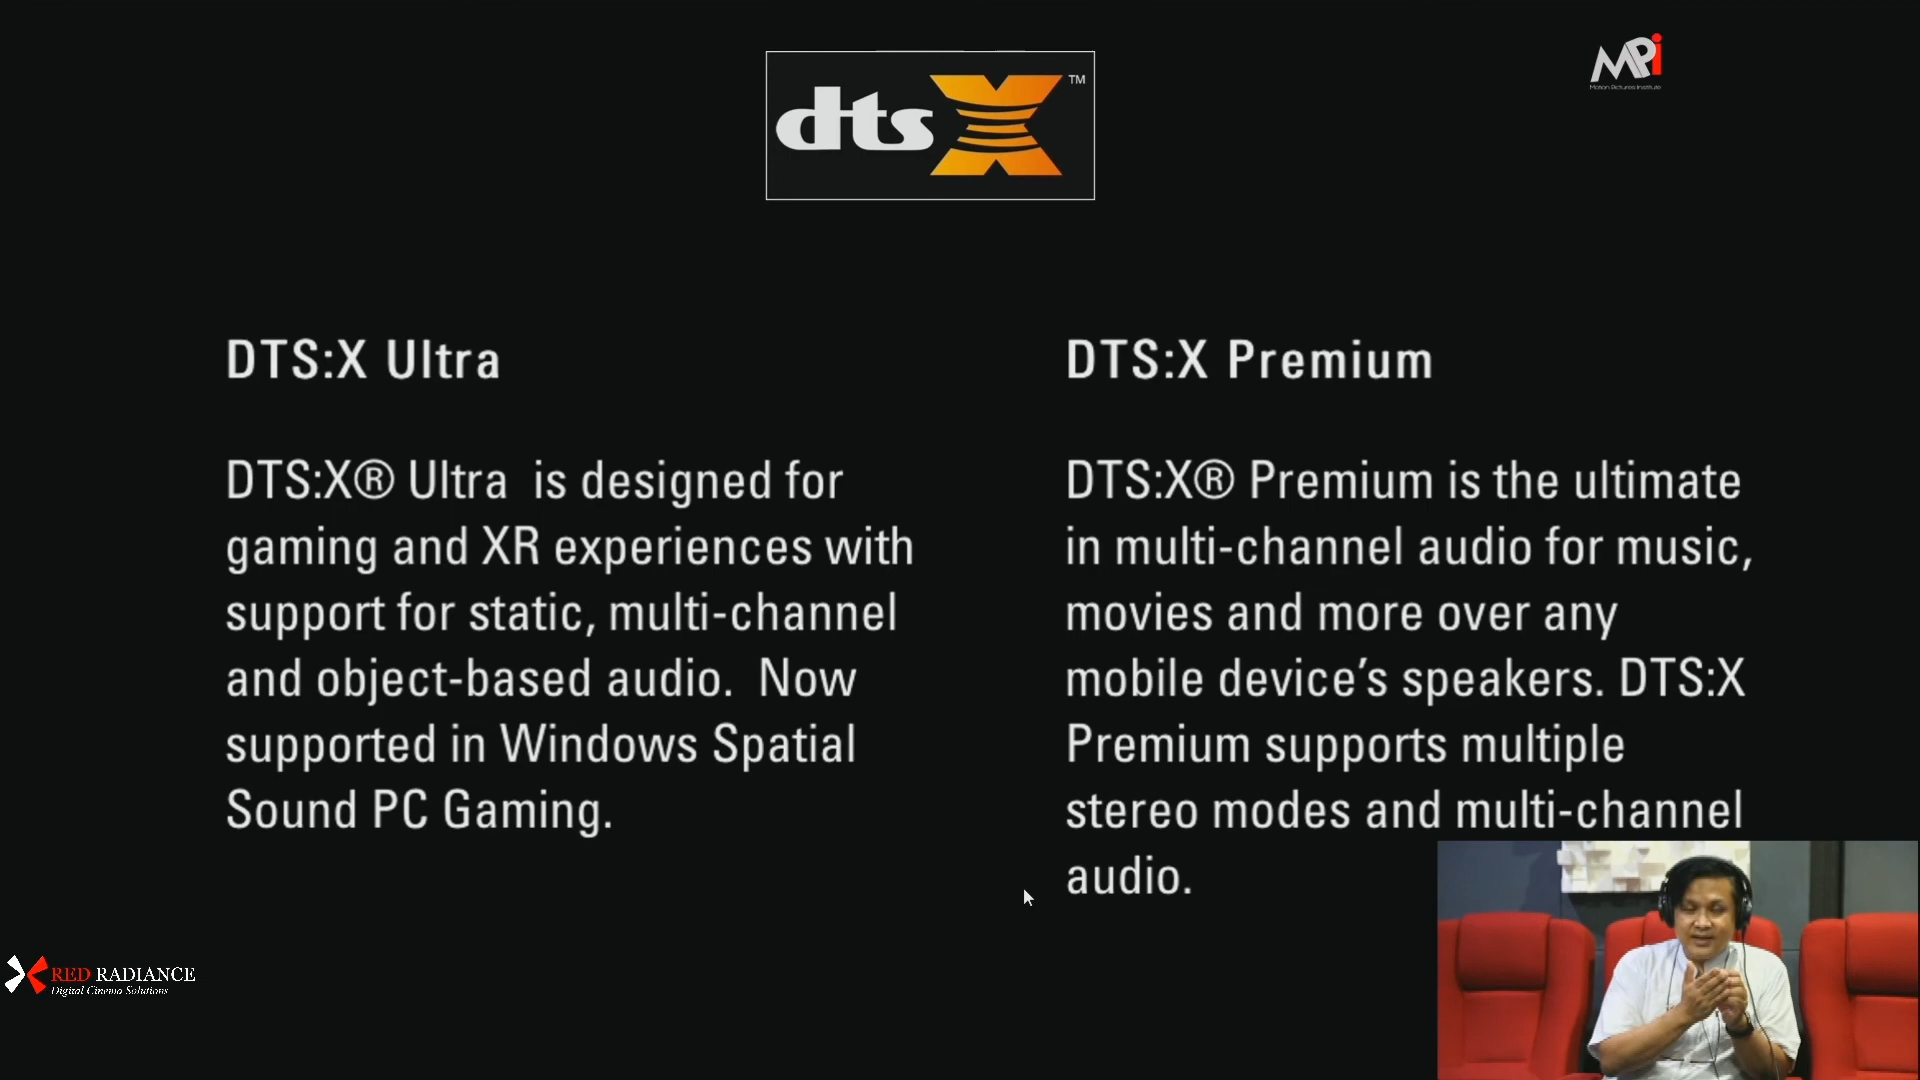 dts X ™
MPi
Motion Pictures Institute
DTS:X Ultra
DTS:X® Ultra is designed for
gaming and XR experiences with
support for static, multi-channel
and object-based audio. Now
supported in Windows Spatial
Sound PC Gaming.
DTS:X Premium
DTS:X® Premium is the ultimate
in multi-channel audio for music,
movies and more over any
mobile device’s speakers. DTS:X
Premium supports multiple
stereo modes and multi-channel
audio.
RED RADIANCE
Digital Cinema Solutions